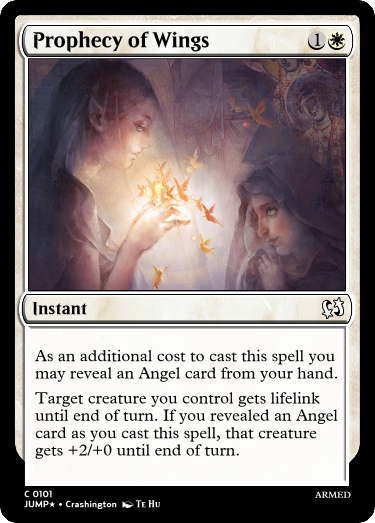 Prophecy of Wings 1
Instant
As an additional cost to cast this spell you
may reveal an Angel card from your hand.
Target creature you control gets lifelink
until end of turn. If you revealed an Angel
card as you cast this spell, that creature
gets +2/+0 until end of turn.
C 0101
JUMP★ • Crashington Te Hu
ARMED